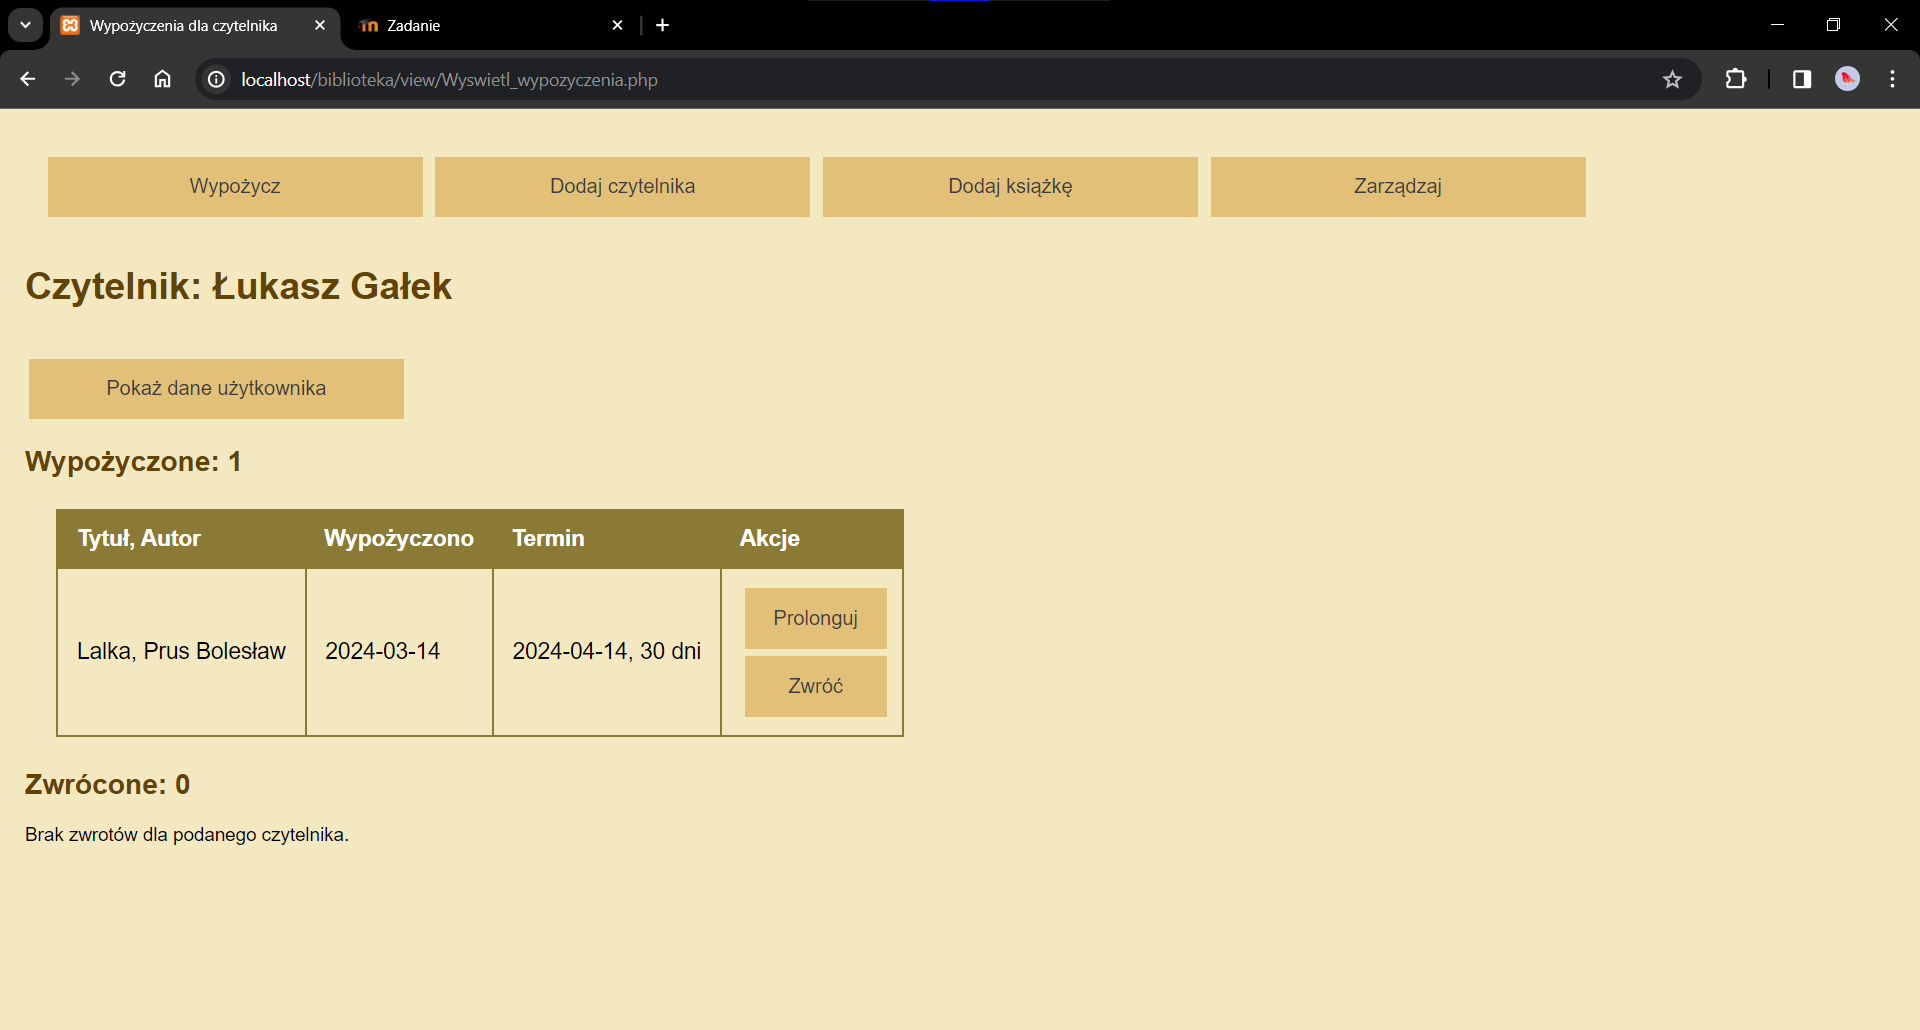 Wypożyczenia dla czytelnika
Zadanie
localhost/biblioteka/view/Wyswietl_wypozyczenia.php
Wypożycz
Dodaj czytelnika
Dodaj książkę
Zarządzaj
Czytelnik: Łukasz Gałek
Pokaż dane użytkownika
Wypożyczone: 1
Tytuł, Autor
Wypożyczono
Termin
Akcje
Lalka, Prus Bolesław
2024-03-14
2024-04-14, 30 dni
Prolonguj
Zwróć
Zwrócone: 0
Brak zwrotów dla podanego czytelnika.